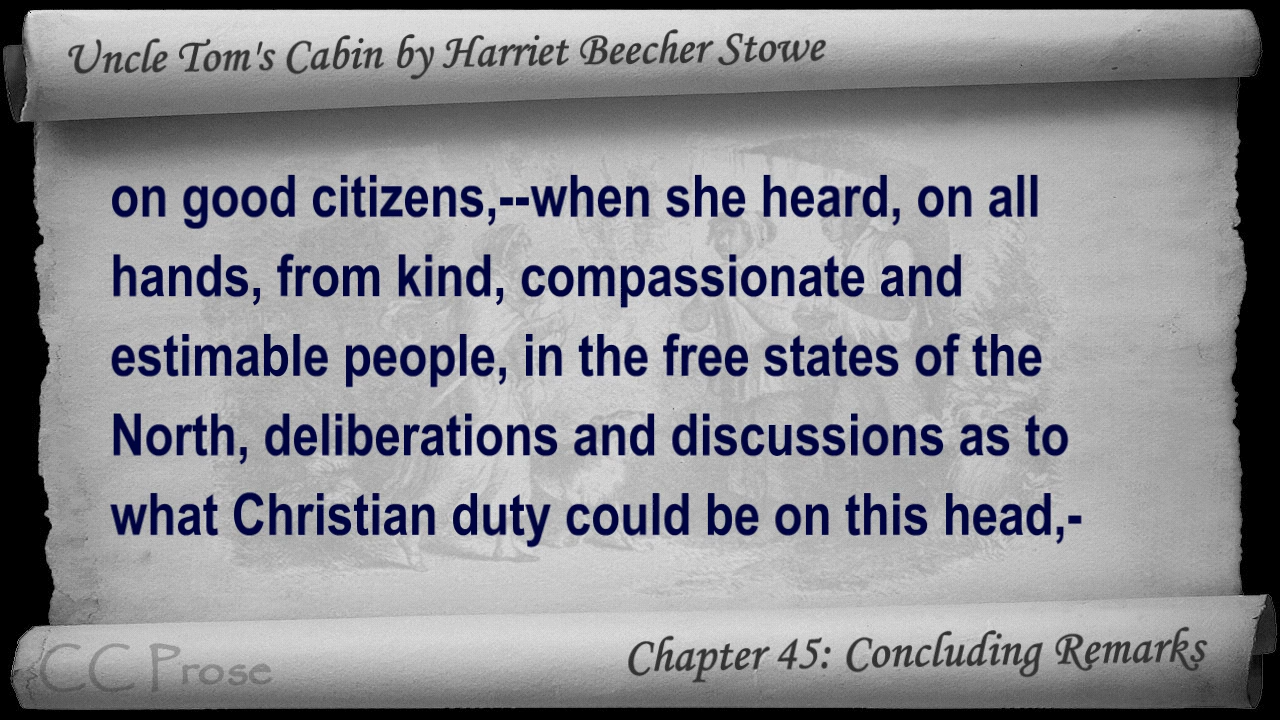 Uncle Tom's Cabin by Harriet Beecher Stowe
on good citizens,--when she heard, on all
hands, from kind, compassionate and
estimable people, in the free states of the
North, deliberations and discussions as to
what Christian duty could be on this head,-
CC Prose
Chapter 45: Concluding Remarks